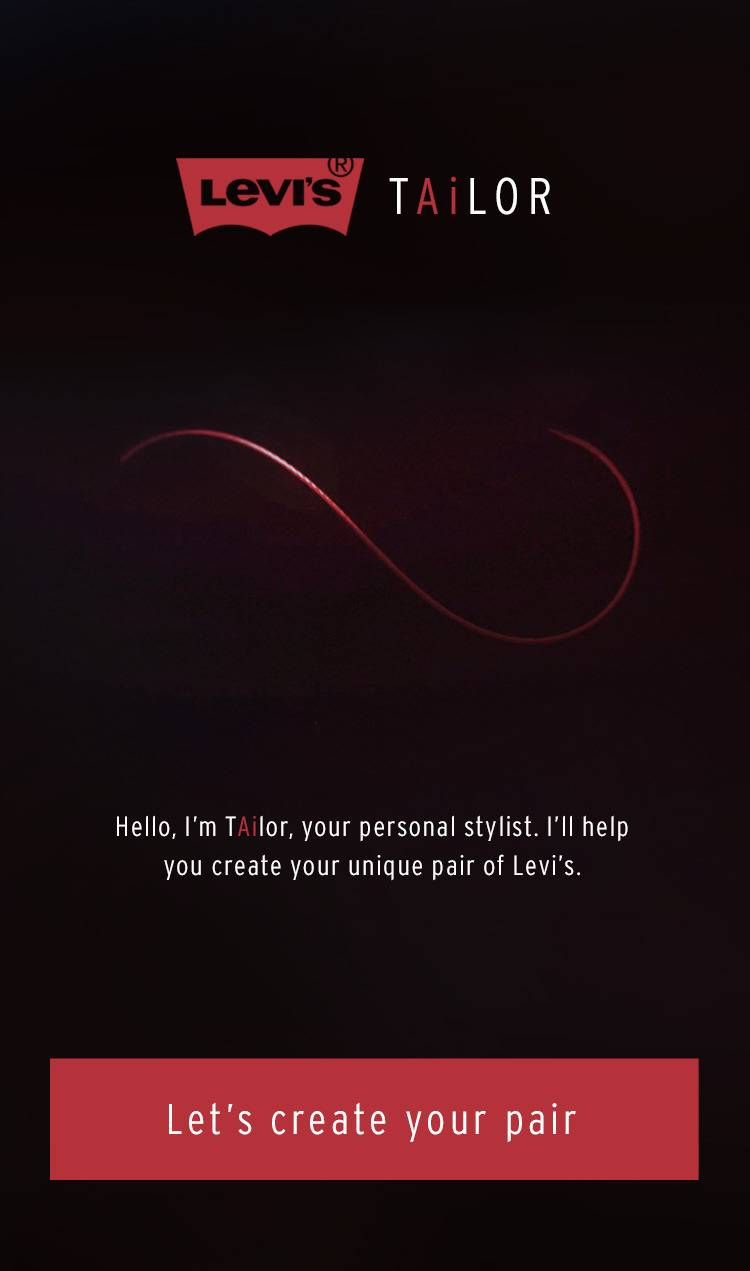 LEVI'S® TAiLOR
Hello, I'm TAilor, your personal stylist. I'll help
you create your unique pair of Levi's.
Let's create your pair